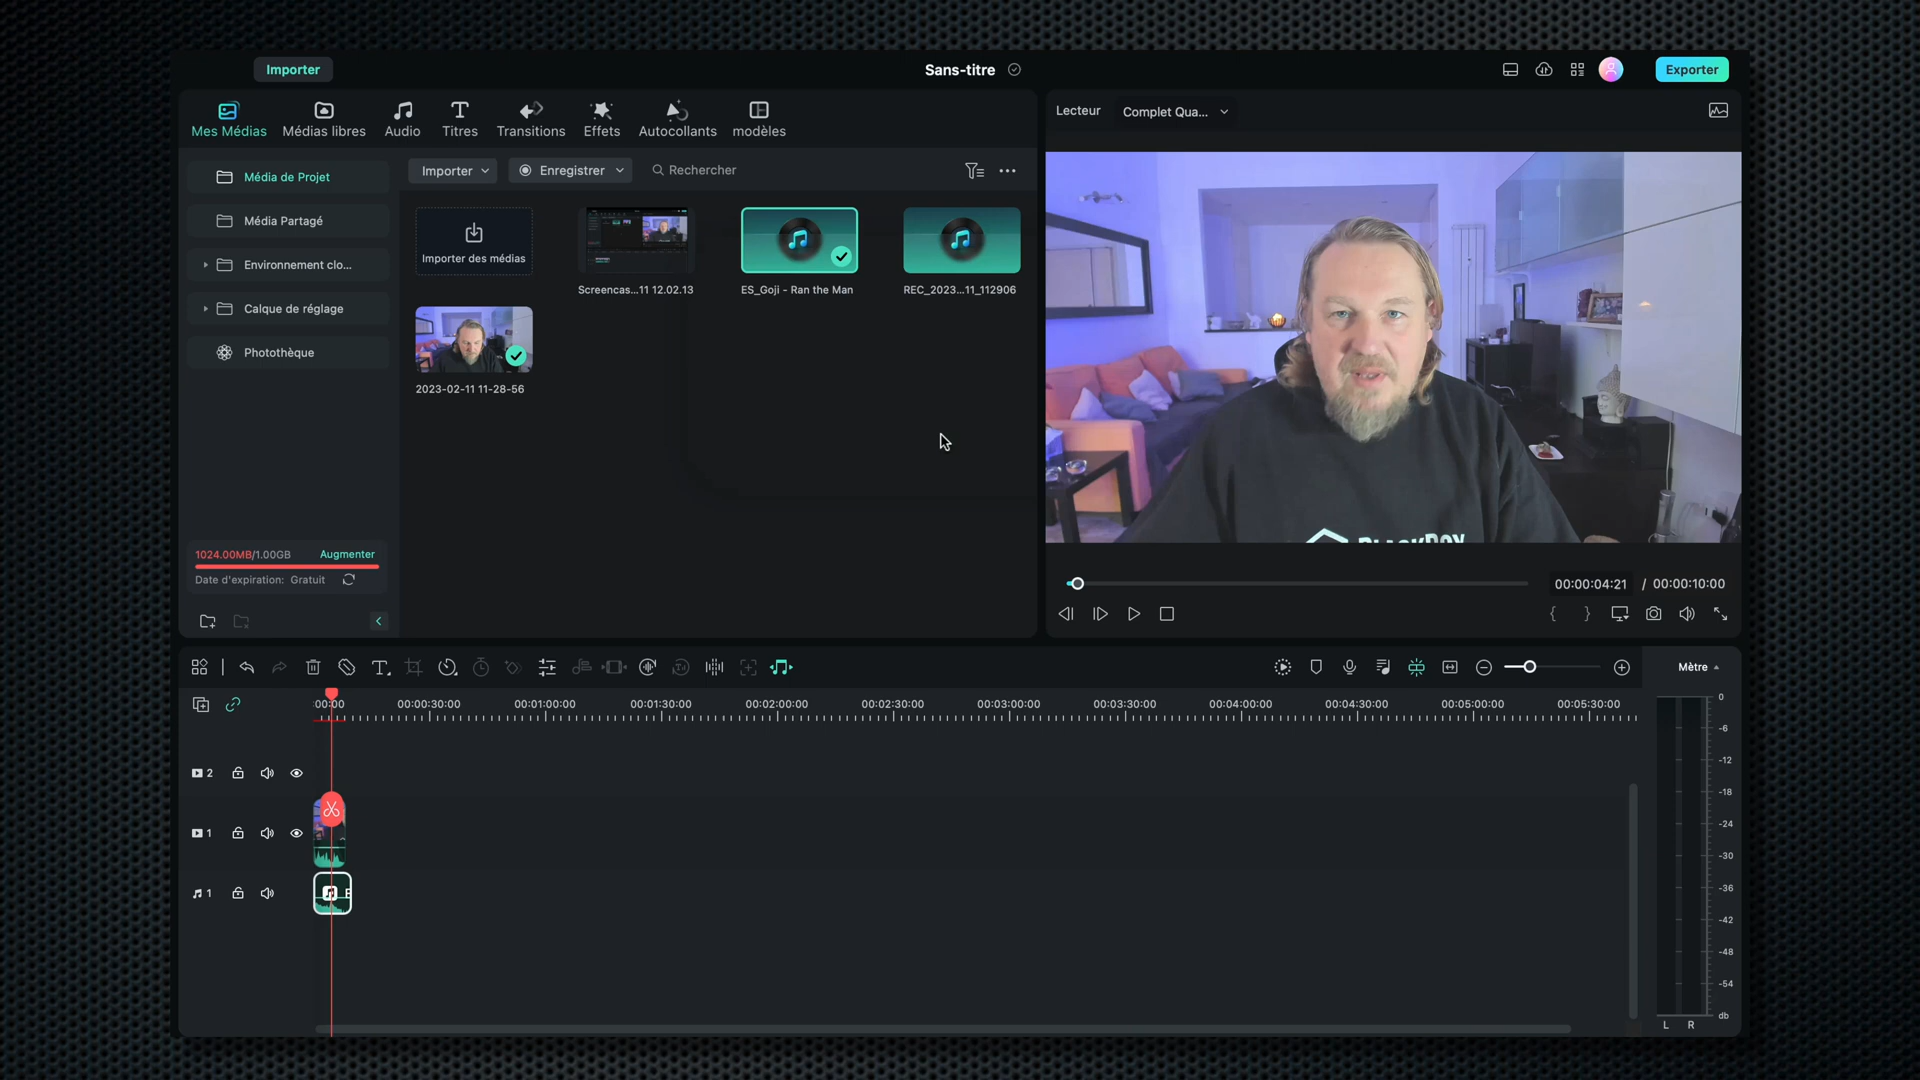 Importer
Sans-titre
Exporter
Mes Médias
Médias libres
Audio
Titres
Transitions
Effets
Autocollants
modèles
Lecteur
Complet Qua...
Média de Projet
Média Partagé
Environnement clo...
Calque de réglage
Photothèque
Importer
Enregistrer
Rechercher
Importer des médias
Screencas...11 12.02.13
ES_Goji - Ran the Man
REC_2023...11_112906
2023-02-11 11-28-56
1024.00MB/1.00GB
Augmenter
Date d'expiration: Gratuit
00:00:04:21 / 00:00:10:00
Mètre
:00:00
00:00:30:00
00:01:00:00
00:01:30:00
00:02:00:00
00:02:30:00
00:03:00:00
00:03:30:00
00:04:00:00
00:04:30:00
00:05:00:00
00:05:30:00
2
1
1
0
-6
-12
-18
-24
-30
-36
-42
-48
-54
db
L R